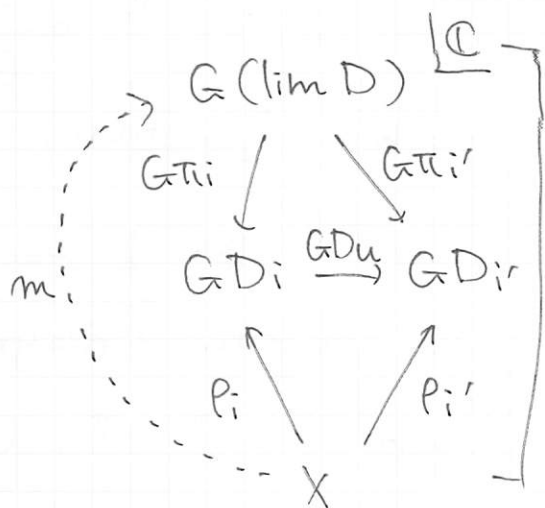 ℂ
G(lim D)
Gπi Gπi'
GDu
GDi GDi'
m
ρi ρi'
X